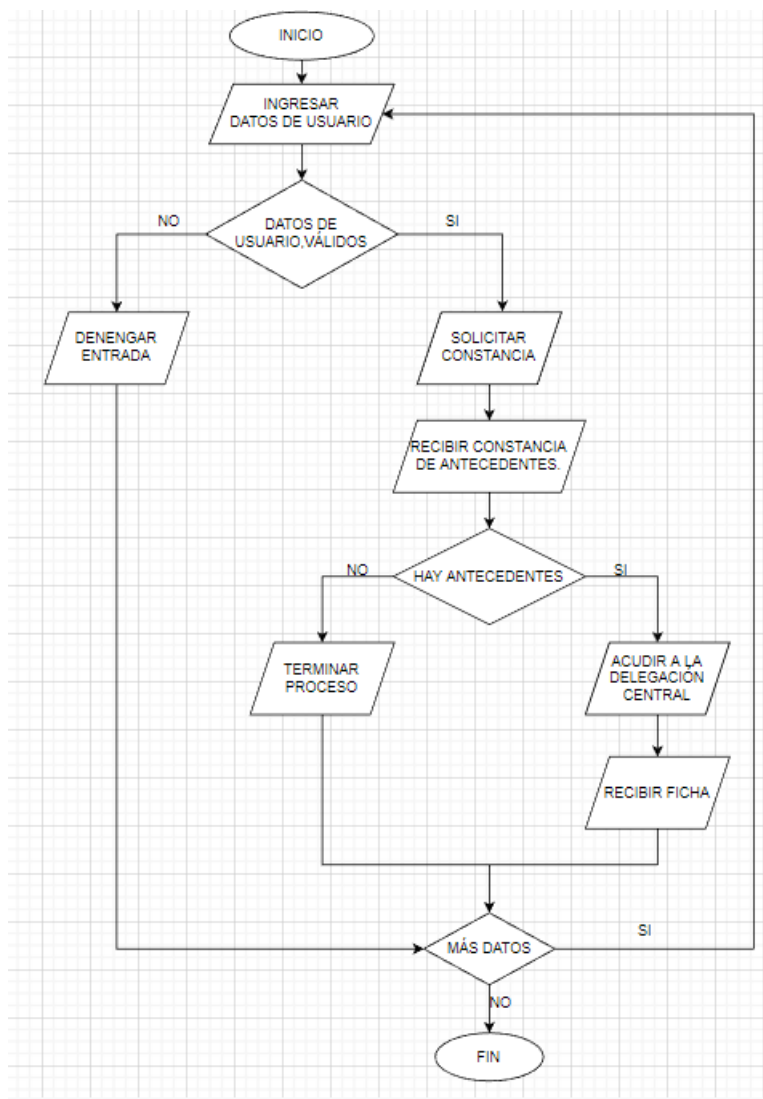 INICIO
INGRESAR
DATOS DE USUARIO
NO
DATOS DE
USUARIO,VÁLIDOS
SI
DENENGAR
ENTRADA
SOLICITAR
CONSTANCIA
RECIBIR CONSTANCIA
DE ANTECEDENTES.
NO
HAY ANTECEDENTES
SI
TERMINAR
PROCESO
ACUDIR A LA
DELEGACIÓN
CENTRAL
RECIBIR FICHA
MÁS DATOS
SI
NO
FIN